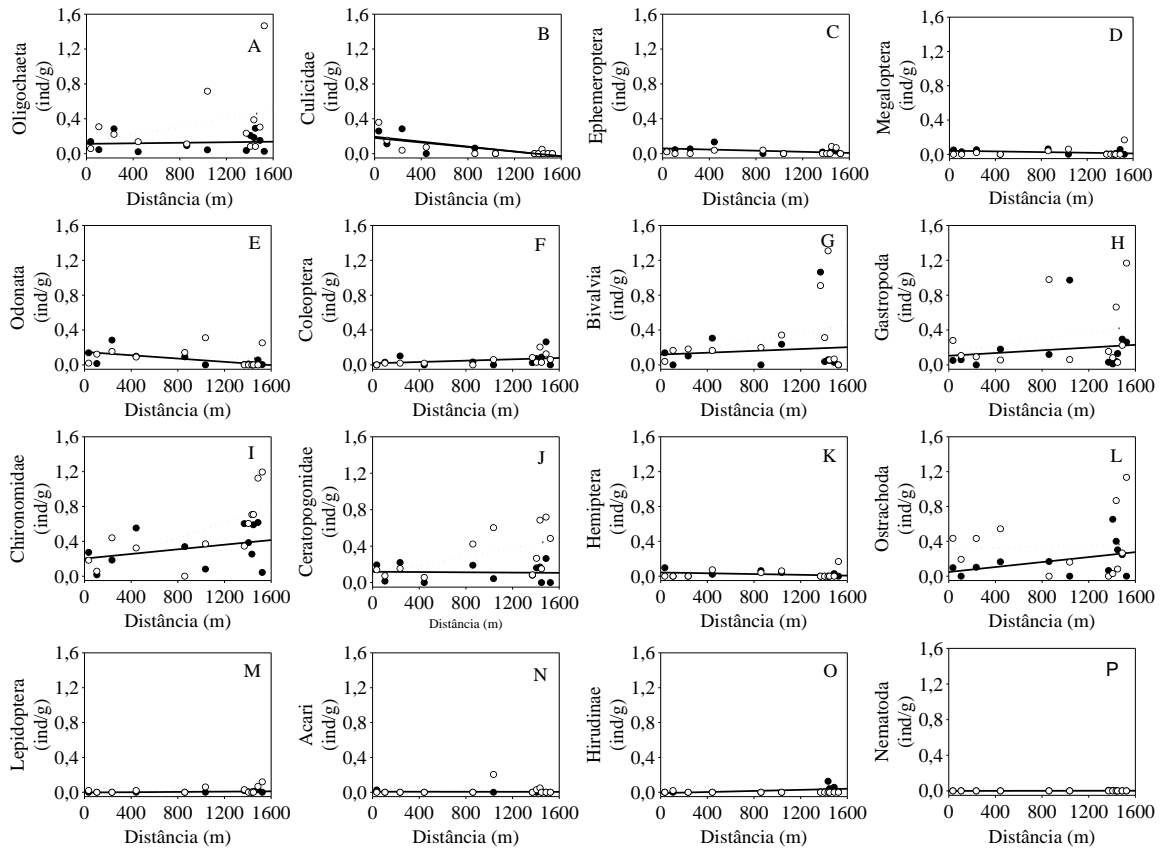 1,6 1,6 1,6 1,6
A B C D
Oligochaeta (ind/g) Culicidae (ind/g) Ephemeroptera (ind/g) Megaloptera (ind/g)
1,2 1,2 1,2 1,2
0,8 0,8 0,8 0,8
0,4 0,4 0,4 0,4
0,0 0,0 0,0 0,0
0 400 800 1200 1600 0 400 800 1200 1600 0 400 800 1200 1600 0 400 800 1200 1600
Distância (m) Distância (m) Distância (m) Distância (m)
1,6 1,6 1,6 1,6
E F G H
Odonata (ind/g) Coleoptera (ind/g) Bivalvia (ind/g) Gastropoda (ind/g)
1,2 1,2 1,2 1,2
0,8 0,8 0,8 0,8
0,4 0,4 0,4 0,4
0,0 0,0 0,0 0,0
0 400 800 1200 1600 0 400 800 1200 1600 0 400 800 1200 1600 0 400 800 1200 1600
Distância (m) Distância (m) Distância (m) Distância (m)
1,6 1,6 1,6 1,6
I J K L
Chironomidae (ind/g) Ceratopogonidae (ind/g) Hemiptera (ind/g) Ostrachoda (ind/g)
1,2 1,2 1,2 1,2
0,8 0,8 0,8 0,8
0,4 0,4 0,4 0,4
0,0 0,0 0,0 0,0
0 400 800 1200 1600 0 400 800 1200 1600 0 400 800 1200 1600 0 400 800 1200 1600
Distância (m) Distância (m) Distância (m) Distância (m)
1,6 1,6 1,6 1,6
M N O P
Lepidoptera (ind/g) Acari (ind/g) Hirudinae (ind/g) Nematoda (ind/g)
1,2 1,2 1,2 1,2
0,8 0,8 0,8 0,8
0,4 0,4 0,4 0,4
0,0 0,0 0,0 0,0
0 400 800 1200 1600 0 400 800 1200 1600 0 400 800 1200 1600 0 400 800 1200 1600
Distância (m) Distância (m) Distância (m) Distância (m)